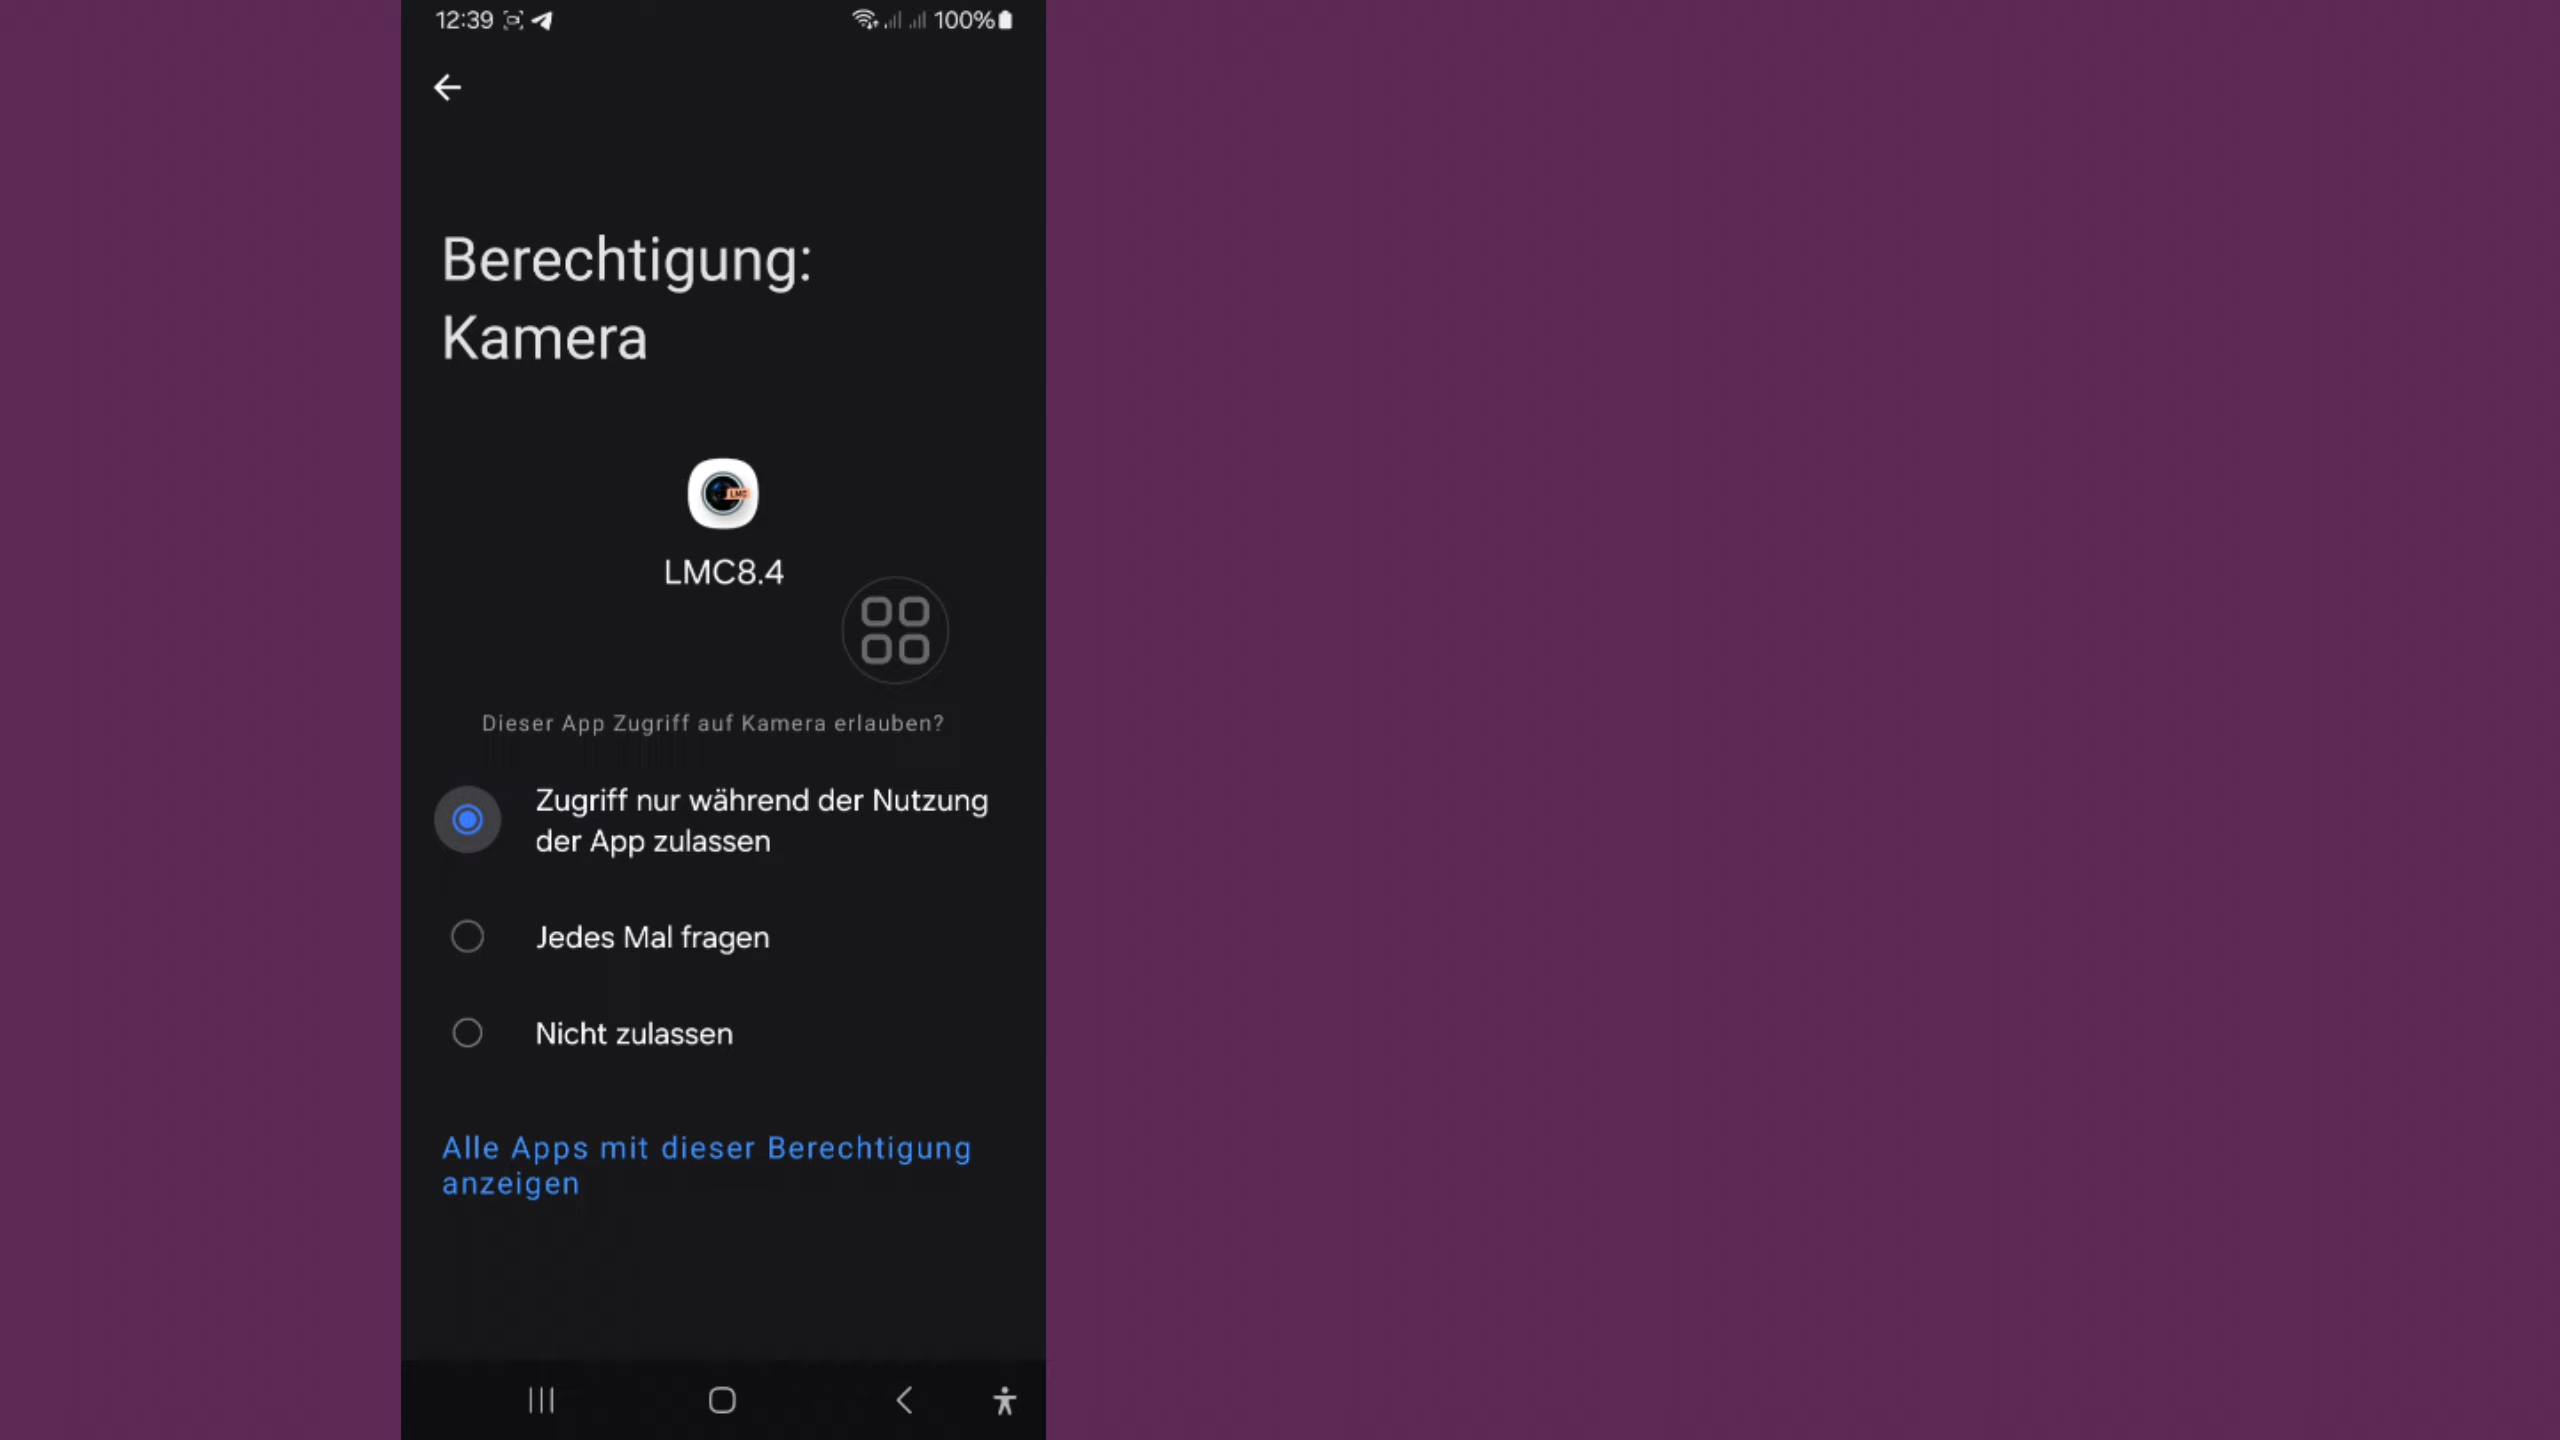 12:39 100%
Berechtigung:
Kamera
LMC
LMC8.4
Dieser App Zugriff auf Kamera erlauben?
Zugriff nur während der Nutzung
der App zulassen
Jedes Mal fragen
Nicht zulassen
Alle Apps mit dieser Berechtigung
anzeigen